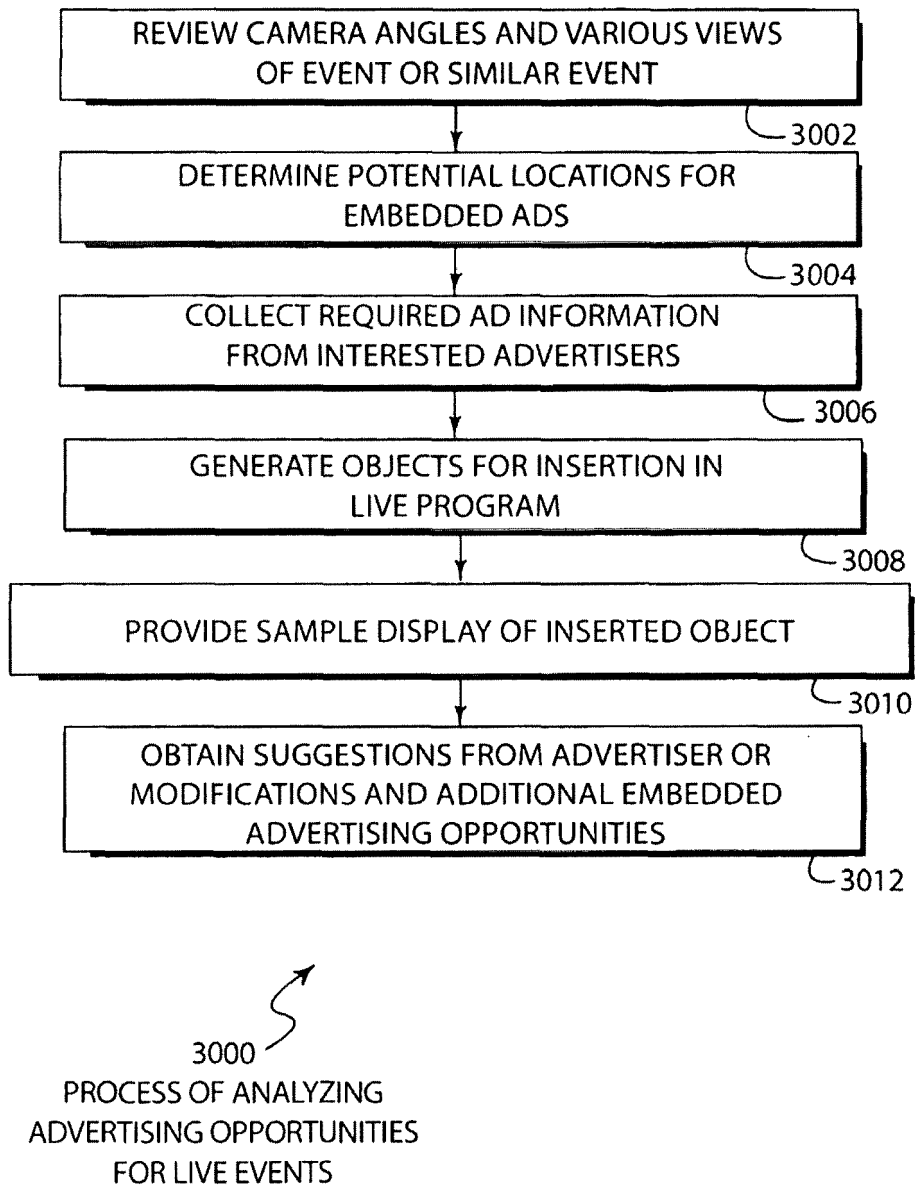 REVIEW CAMERA ANGLES AND VARIOUS VIEWS
OF EVENT OR SIMILAR EVENT
3002
DETERMINE POTENTIAL LOCATIONS FOR
EMBEDDED ADS
3004
COLLECT REQUIRED AD INFORMATION
FROM INTERESTED ADVERTISERS
3006
GENERATE OBJECTS FOR INSERTION IN
LIVE PROGRAM
3008
PROVIDE SAMPLE DISPLAY OF INSERTED OBJECT
3010
OBTAIN SUGGESTIONS FROM ADVERTISER OR
MODIFICATIONS AND ADDITIONAL EMBEDDED
ADVERTISING OPPORTUNITIES
3012
3000
PROCESS OF ANALYZING
ADVERTISING OPPORTUNITIES
FOR LIVE EVENTS